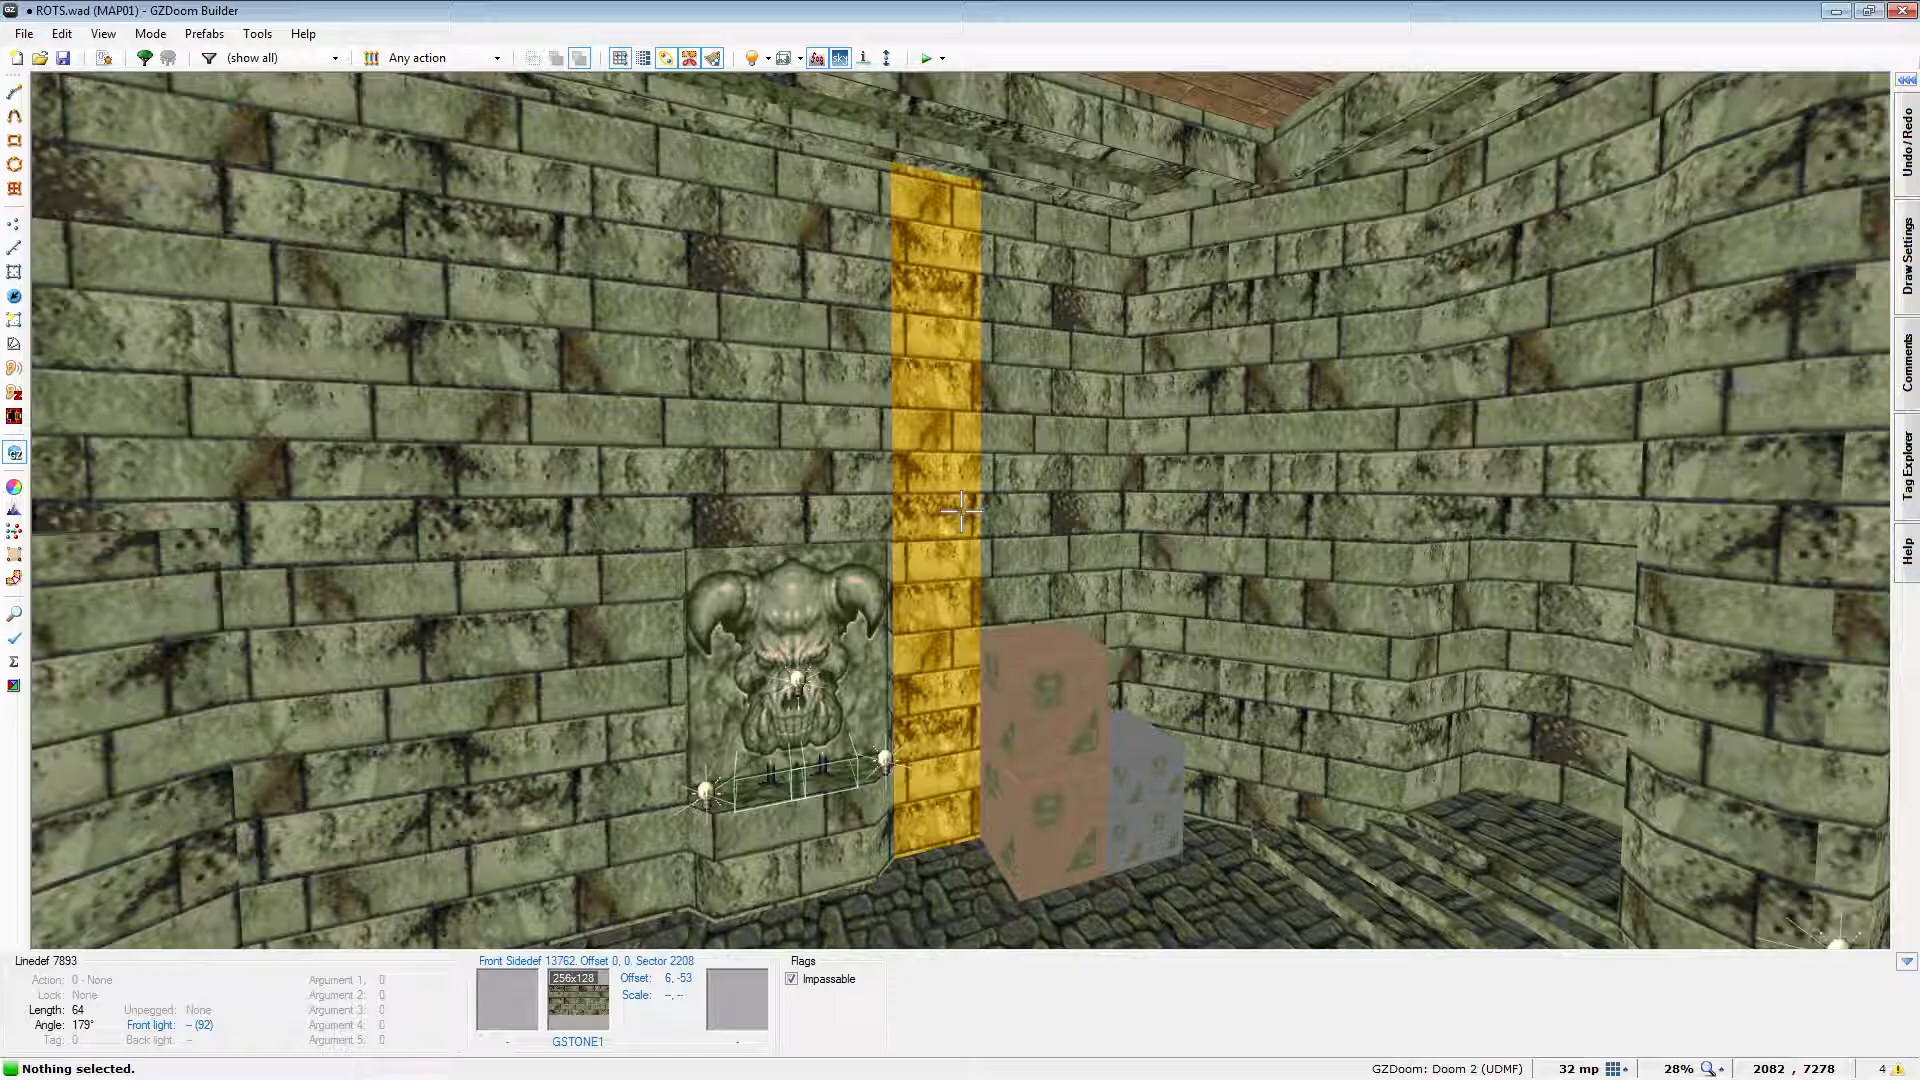 • ROTS.wad (MAP01) - GZDoom Builder
File Edit View Mode Prefabs Tools Help
(show all) Any action
Undo / Redo
Draw Settings
Comments
Tag Explorer
Help
Linedef 7893
Action: 0 - None
Lock: None
Length: 64 Unpegged: None
Angle: 179° Front light: -- (92)
Tag: 0 Back light: --
Argument 1: 0
Argument 2: 0
Argument 3: 0
Argument 4: 0
Argument 5: 0
Front Sidedef 13762. Offset 0, 0. Sector 2208
256x128
Offset: 6, -53
Scale: --, --
-
GSTONE1
-
Flags
Impassable
Nothing selected.
GZDoom: Doom 2 (UDMF) 32 mp 28% 2082 , 7278 4